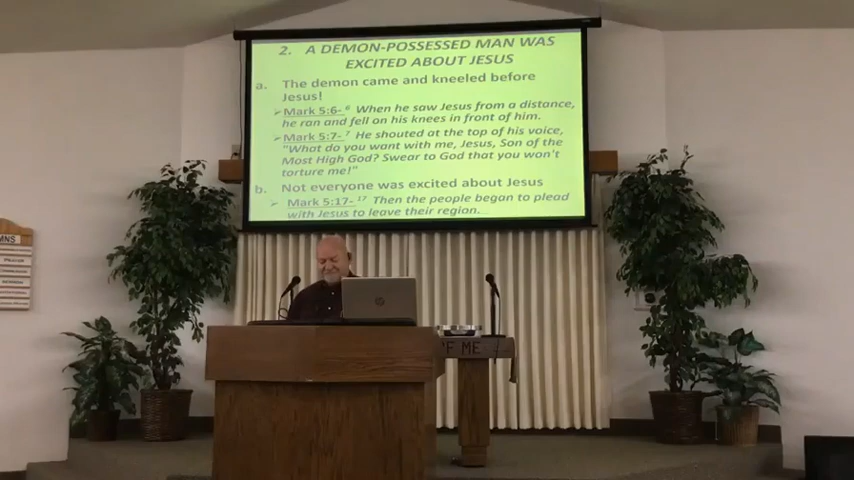 2. A DEMON-POSSESSED MAN WAS
EXCITED ABOUT JESUS
a. The demon came and kneeled before
Jesus!
➢ Mark 5:6- 6 When he saw Jesus from a distance,
he ran and fell on his knees in front of him.
➢ Mark 5:7- 7 He shouted at the top of his voice,
"What do you want with me, Jesus, Son of the
Most High God? Swear to God that you won't
torture me!"
b. Not everyone was excited about Jesus
➢ Mark 5:17- 17 Then the people began to plead
with Jesus to leave their region.
MNS
hp
OF ME